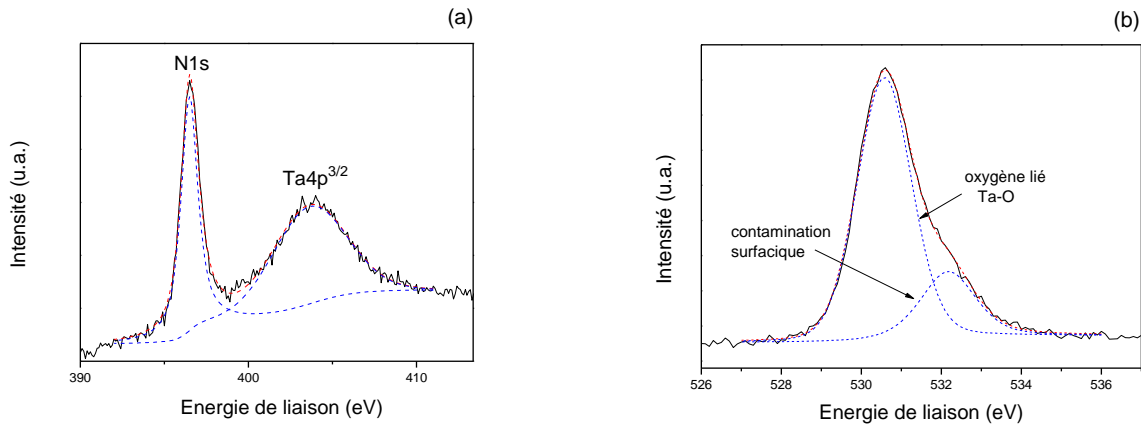 (a)
N1s
Ta4p3/2
Intensité (u.a.)
390 400 410
Energie de liaison (eV)
(b)
oxygène lié
Ta-O
contamination
surfacique
Intensité (u.a.)
526 528 530 532 534 536
Energie de liaison (eV)